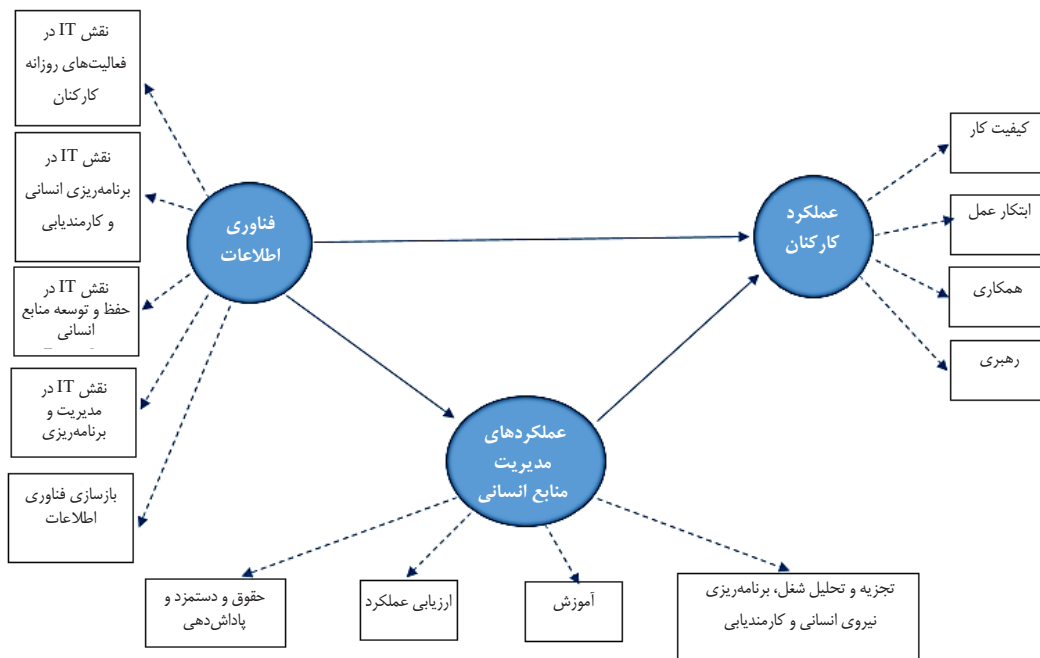 نقش IT در
فعالیت‌های روزانه
کارکنان
نقش IT در
برنامه‌ریزی انسانی
و کارمندیابی
نقش IT در
حفظ و توسعه منابع
انسانی
نقش IT در
مدیریت و
برنامه‌ریزی
بازسازی فناوری
اطلاعات
فناوری
اطلاعات
عملکرد
کارکنان
کیفیت کار
ابتکار عمل
همکاری
رهبری
عملکردهای
مدیریت
منابع انسانی
حقوق و دستمزد و
پاداش‌دهی
ارزیابی عملکرد
آموزش
تجزیه و تحلیل شغل، برنامه‌ریزی
نیروی انسانی و کارمندیابی